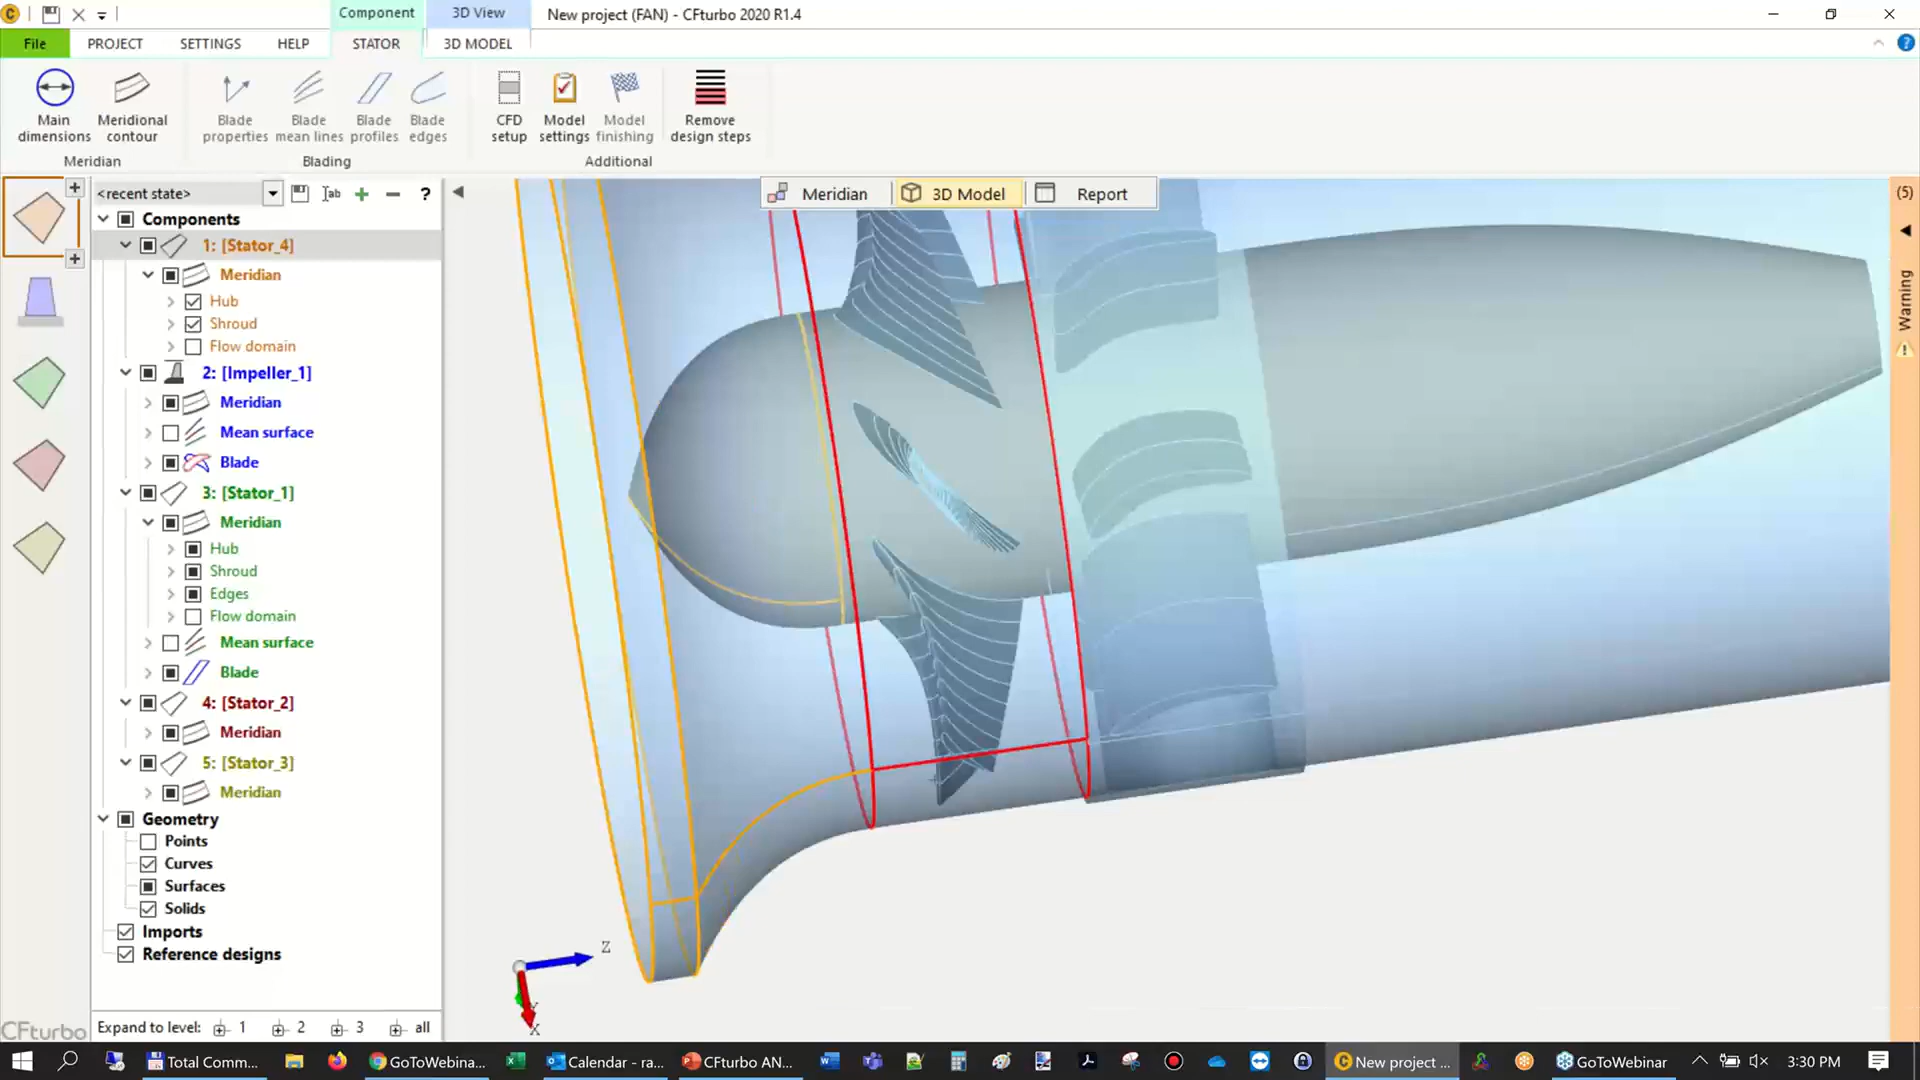 Component
3D View
New project (FAN) - CFturbo 2020 R1.4
File
PROJECT
SETTINGS
HELP
STATOR
3D MODEL
Main dimensions
Meridional contour
Blade properties
Blade mean lines
Blade profiles
Blade edges
CFD setup
Model settings
Model finishing
Remove design steps
Meridian
Blading
Additional
<recent state>
ab
?
Meridian
3D Model
Report
(5)
Warning
Components
1: [Stator_4]
Meridian
Hub
Shroud
Flow domain
2: [Impeller_1]
Meridian
Mean surface
Blade
3: [Stator_1]
Meridian
Hub
Shroud
Edges
Flow domain
Mean surface
Blade
4: [Stator_2]
Meridian
5: [Stator_3]
Meridian
Geometry
Points
Curves
Surfaces
Solids
Imports
Reference designs
Z
Y
X
CFturbo
Expand to level:
1
2
3
all
Total Comm...
GoToWebina...
Calendar - ra...
CFturbo AN...
New project ...
GoToWebinar
3:30 PM